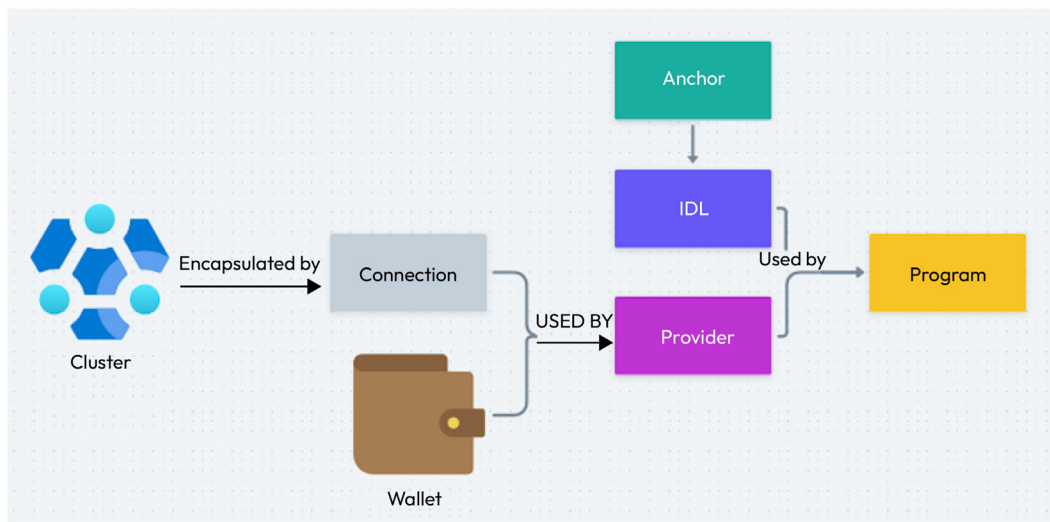 Anchor
IDL
Used by
Encapsulated by
Connection
Program
USED BY
Provider
Cluster
Wallet